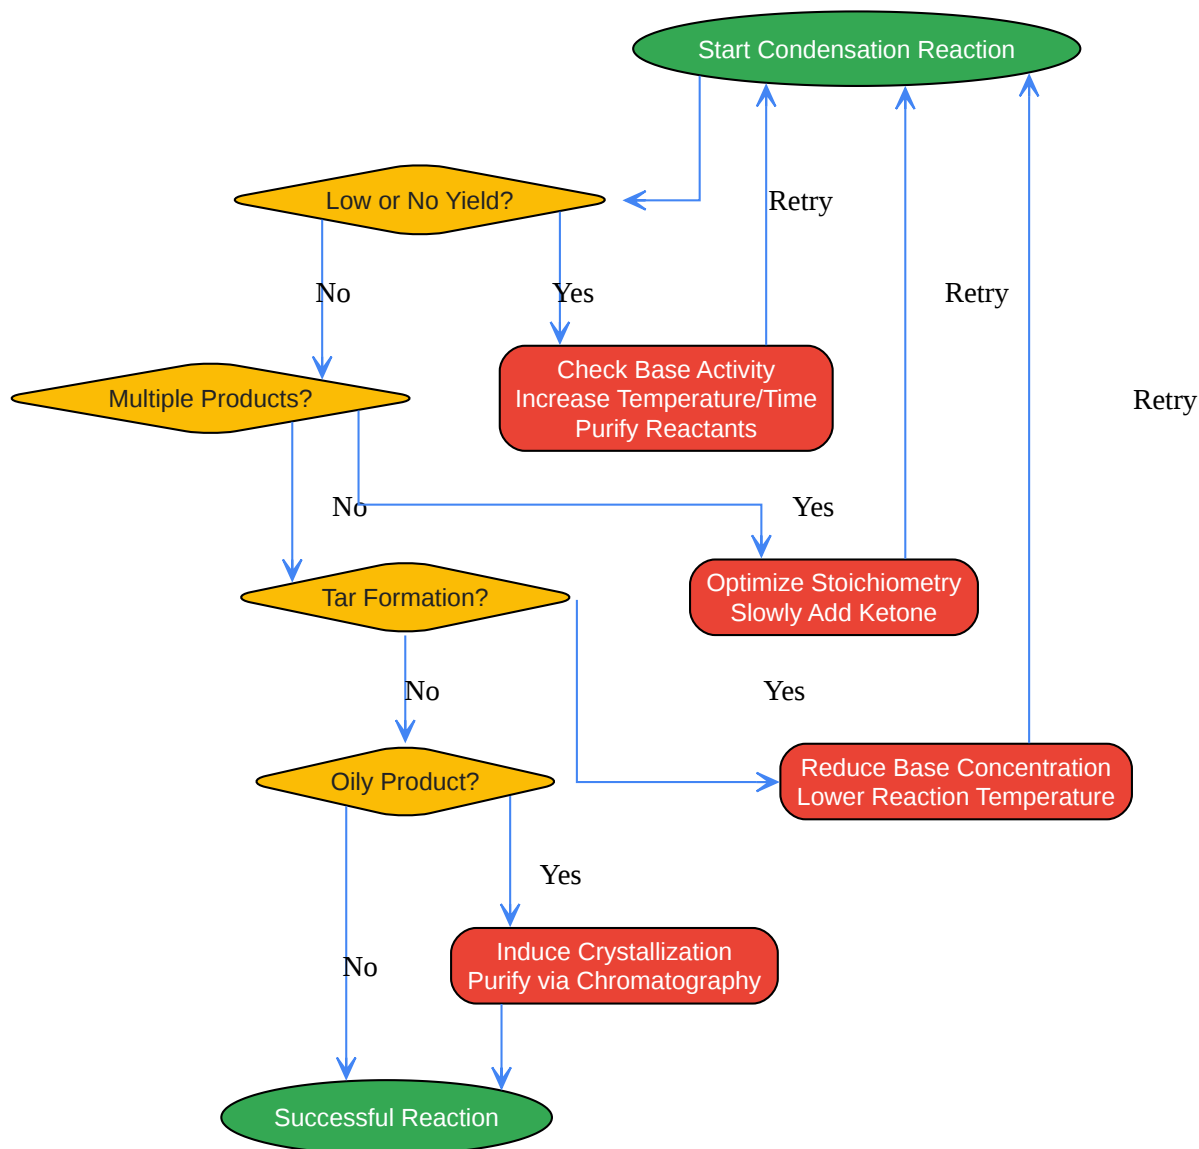 Start Condensation Reaction
Low or No Yield?
Retry
No
Yes
Retry
Check Base Activity
Increase Temperature/Time
Purify Reactants
Multiple Products?
Retry
No
Yes
Optimize Stoichiometry
Slowly Add Ketone
Tar Formation?
No
Yes
Oily Product?
Reduce Base Concentration
Lower Reaction Temperature
Yes
Induce Crystallization
Purify via Chromatography
No
Successful Reaction